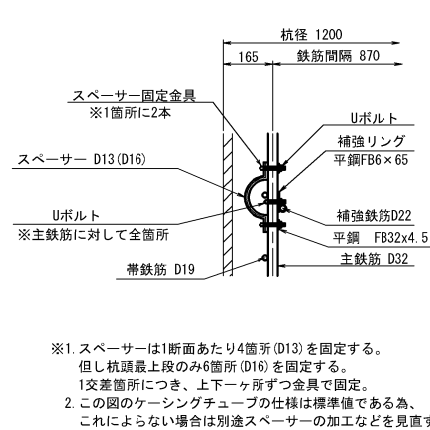 杭径 1200
165
鉄筋間隔 870
スペーサー固定金具
※1箇所に2本
Uボルト
補強リング
平鋼FB6×65
スペーサー D13(D16)
Uボルト
※主鉄筋に対して全箇所
補強鉄筋D22
平鋼 FB32x4.5
帯鉄筋 D19
主鉄筋 D32
※1. スペーサーは1断面あたり4箇所(D13)を固定する。
但し杭頭最上段のみ6箇所(D16)を固定する。
1交差箇所につき、上下一ヶ所ずつ金具で固定。
2. この図のケーシングチューブの仕様は標準値である為、
これによらない場合は別途スペーサーの加工などを見直す